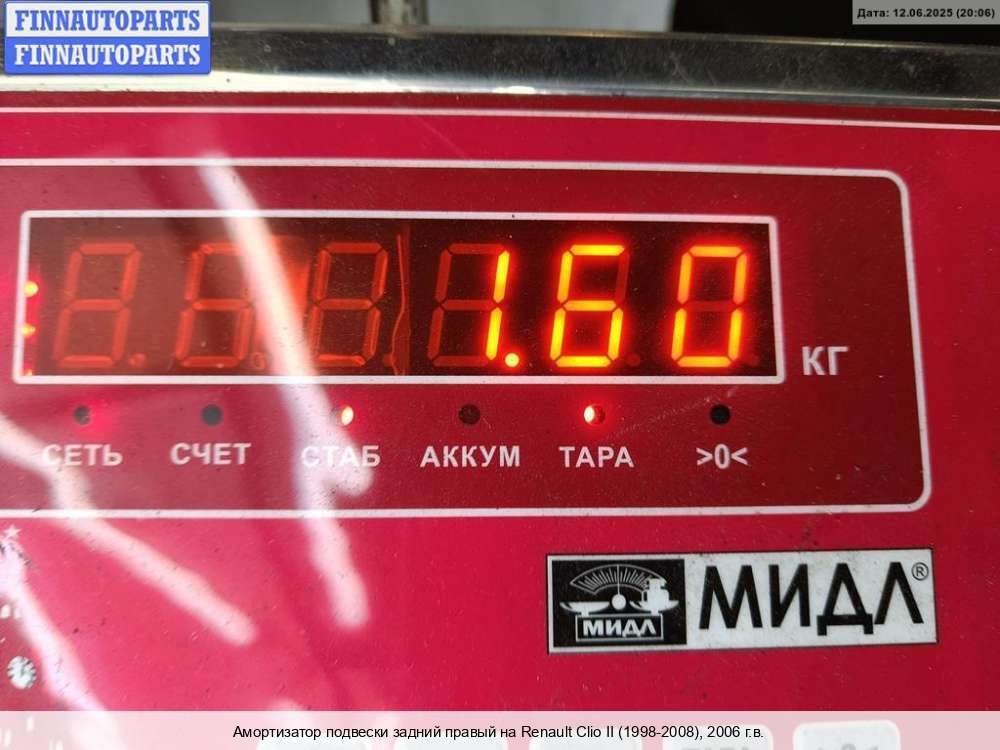 FINNAUTOPARTS
FINNAUTOPARTS
Дата: 12.06.2025 (20:06)
1.60
КГ
СЕТЬ СЧЕТ СТАБ АККУМ ТАРА >0<
МИДЛ
МИДЛ®
Амортизатор подвески задний правый на Renault Clio II (1998-2008), 2006 г.в.